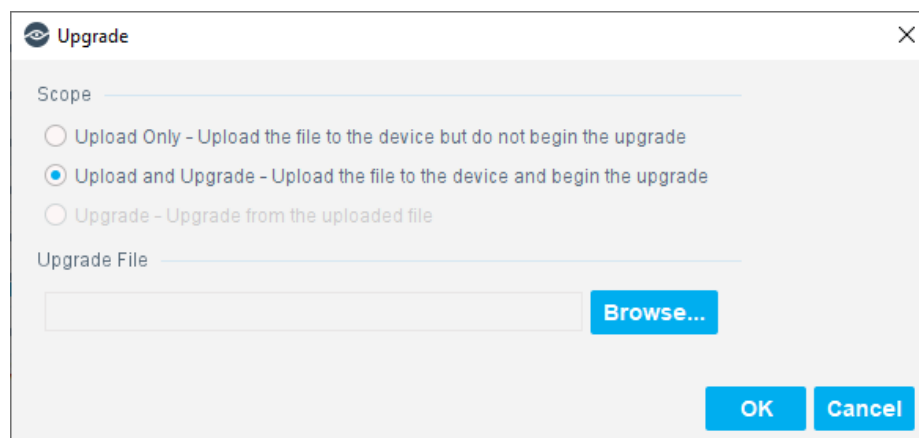 Upgrade
Scope
Upload Only - Upload the file to the device but do not begin the upgrade
Upload and Upgrade - Upload the file to the device and begin the upgrade
Upgrade - Upgrade from the uploaded file
Upgrade File
Browse...
OK Cancel